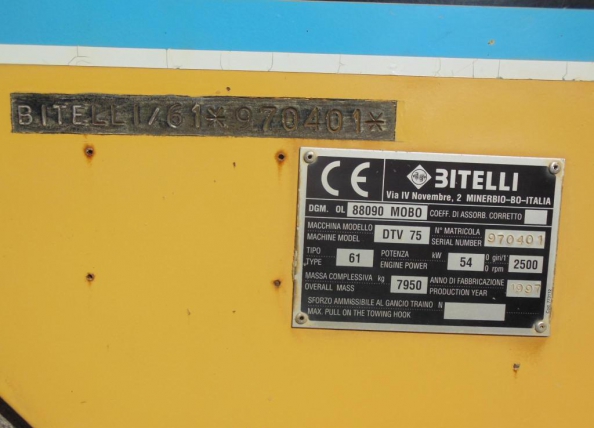 BITELLI/61*970401*
CE BITELLI
Via IV Novembre, 2 MINERBIO-BO-ITALIA
DGM. OL 88090 MOBO COEFF. DI ASSORB. CORRETTO
MACCHINA MODELLO
MACHINE MODEL DTV 75 N° MATRICOLA
SERIAL NUMBER 970401
TIPO
TYPE 61 POTENZA
ENGINE POWER kW 54 0 giri/1'
0 rpm 2500
MASSA COMPLESSIVA
OVERALL MASS kg 7950 ANNO DI FABBRICAZIONE
PRODUCTION YEAR 1997
SFORZO AMMISSIBILE AL GANCIO TRAINO N
MAX. PULL ON THE TOWING HOOK